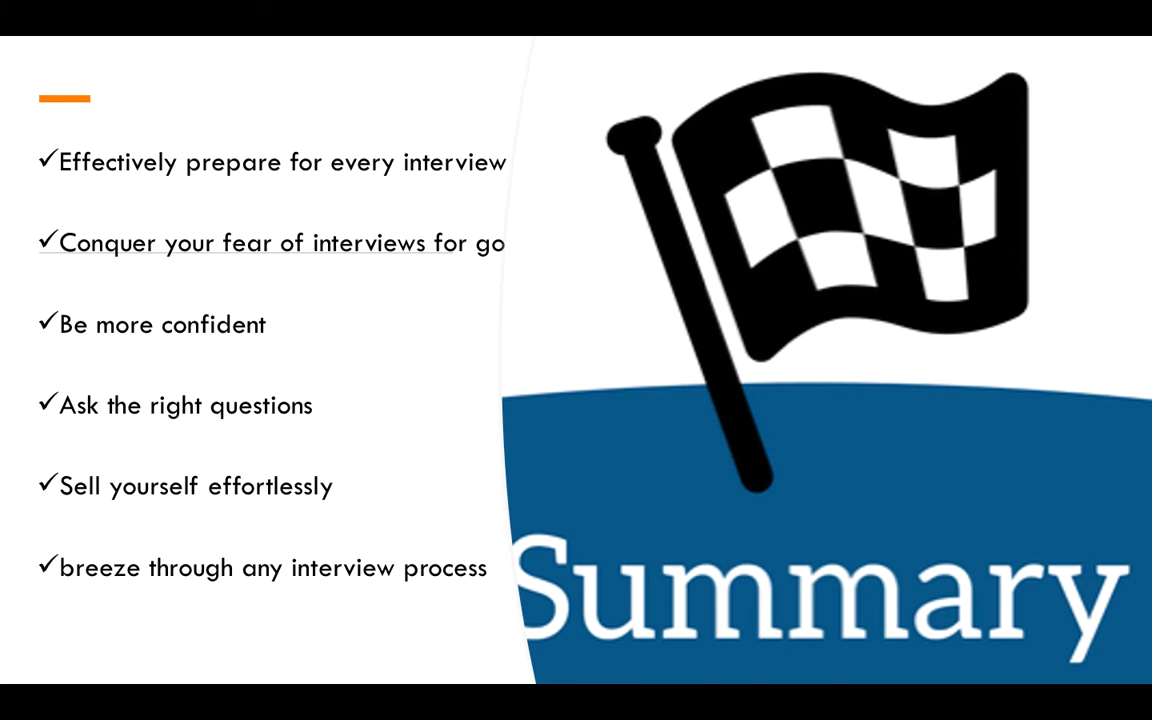 ✓Effectively prepare for every interview
✓Conquer your fear of interviews for go
✓Be more confident
✓Ask the right questions
✓Sell yourself effortlessly
✓breeze through any interview process
Summary